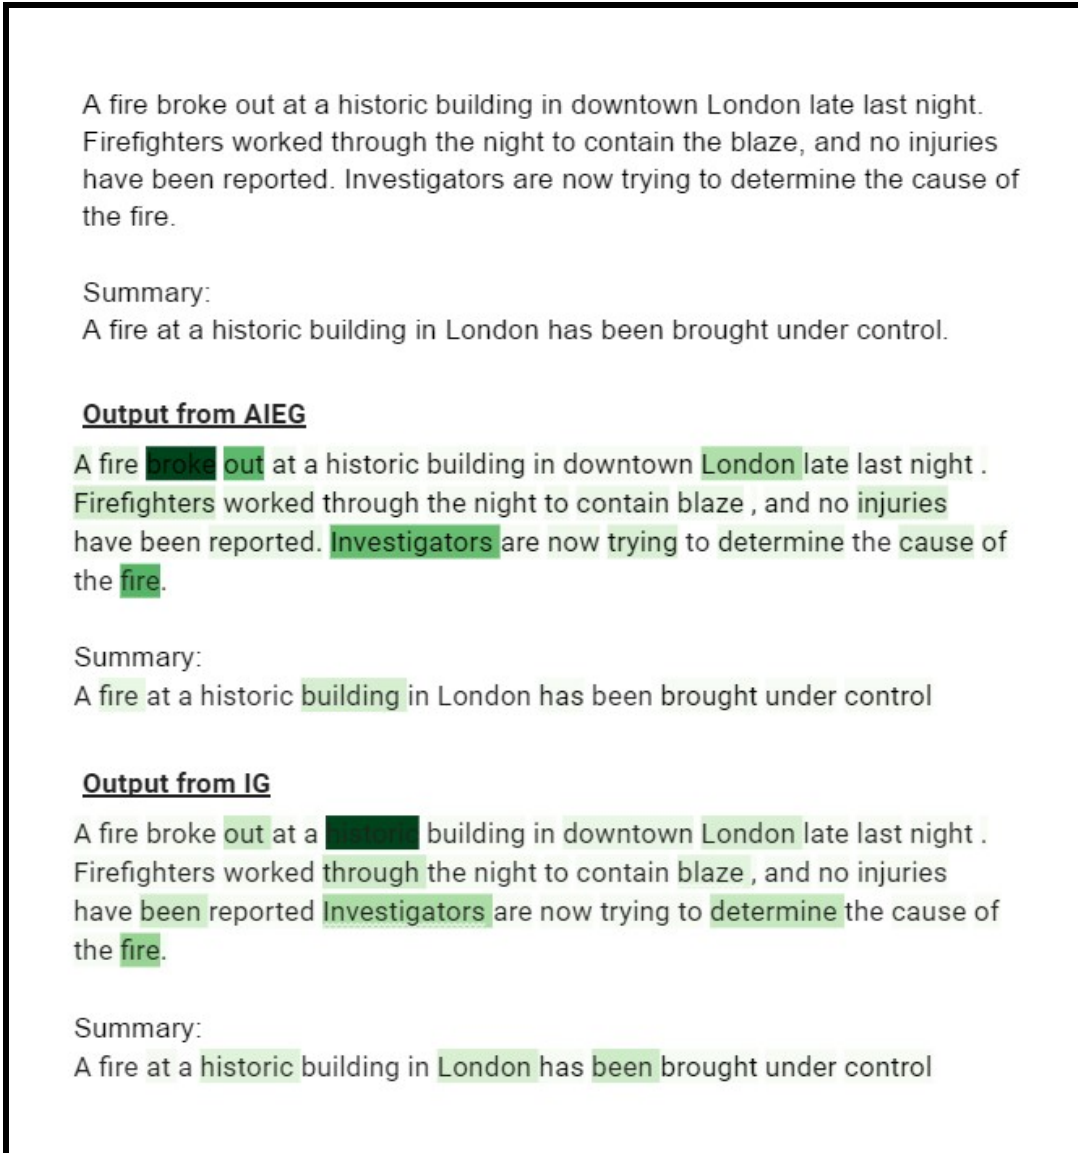 A fire broke out at a historic building in downtown London late last night.
Firefighters worked through the night to contain the blaze, and no injuries
have been reported. Investigators are now trying to determine the cause of
the fire.
Summary:
A fire at a historic building in London has been brought under control.
Output from AIEG
A fire broke out at a historic building in downtown London late last night .
Firefighters worked through the night to contain blaze , and no injuries
have been reported. Investigators are now trying to determine the cause of
the fire.
Summary:
A fire at a historic building in London has been brought under control
Output from IG
A fire broke out at a historic building in downtown London late last night .
Firefighters worked through the night to contain blaze , and no injuries
have been reported Investigators are now trying to determine the cause of
the fire.
Summary:
A fire at a historic building in London has been brought under control